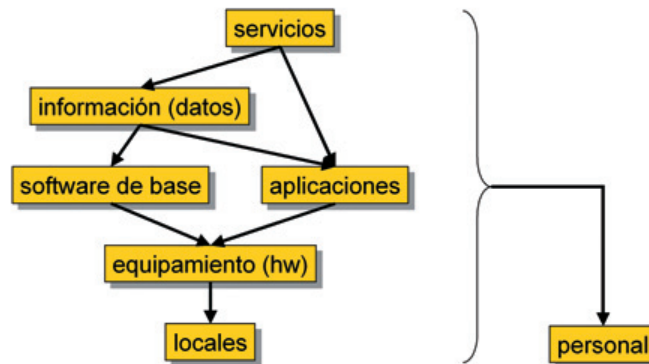 servicios
información (datos)
software de base
aplicaciones
equipamiento (hw)
locales
personal